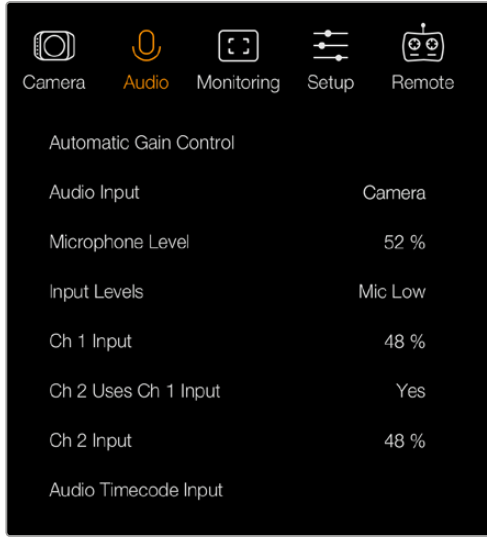 Camera Audio Monitoring Setup Remote
Automatic Gain Control
Audio Input Camera
Microphone Level 52 %
Input Levels Mic Low
Ch 1 Input 48 %
Ch 2 Uses Ch 1 Input Yes
Ch 2 Input 48 %
Audio Timecode Input